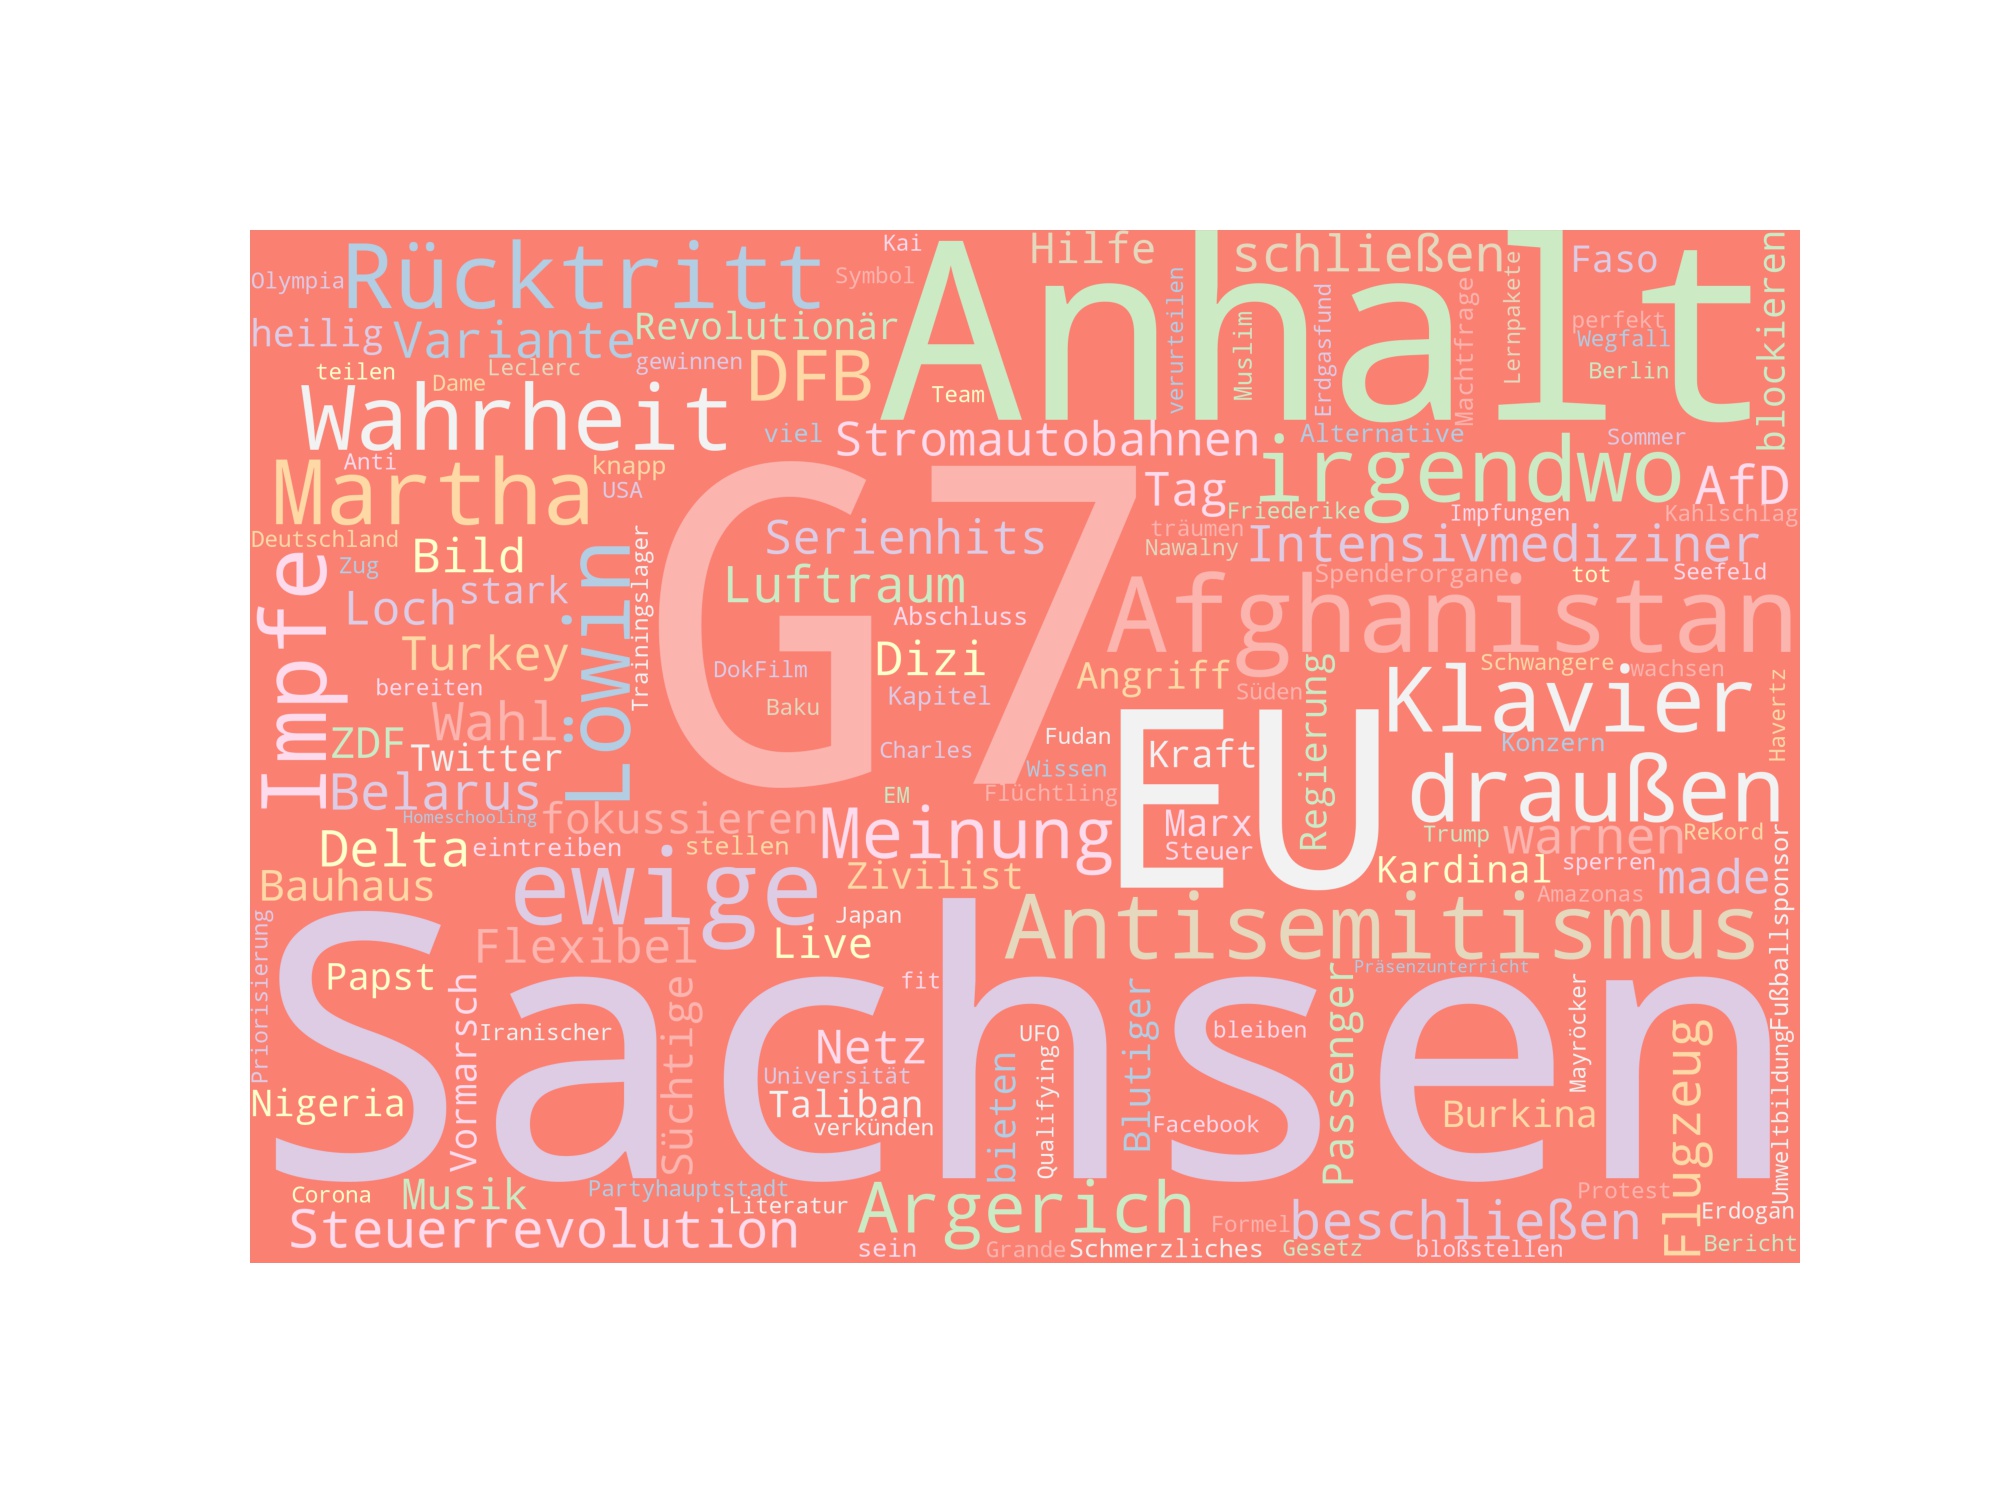 Kai
Hilfe
Anhalt
schließen
Faso
blockieren
Olympia
Rücktritt
Symbol
verurteilen
Erdgasfund
Muslim
Machtfrage
Lernpakete
heilig
Variante
Revolutionär
perfekt
Wegfall
gewinnen
DFB
teilen
Dame
Leclerc
Team
Berlin
Wahrheit
viel
Stromautobahnen
Alternative
Sommer
Anti
knapp
irgendwo
Martha
USA
G7
Tag
AfD
Friederike
Impfungen
Kahlschlag
Deutschland
Bild
Serienhits
träumen
Nawalny
Intensivmediziner
Zug
Impfe
Löwin
Trainingslager
Loch
stark
Luftraum
Spenderorgane
tot
Seefeld
Abschluss
Afghanistan
Turkey
DokFilm
Dizi
Angriff
Regierung
Schwangere
wachsen
Havertz
bereiten
Kapitel
Süden
Klavier
Wahl
Baku
EU
ZDF
Twitter
Charles
Fudan
Kraft
Konzern
Belarus
Wissen
EM
Flüchtling
draußen
Homeschooling
fokussieren
Meinung
Marx
Trump
warnen
Rekord
Delta
eintreiben
stellen
Steuer
Kardinal
sperren
made
Fußballsponsor
Bauhaus
ewige
Zivilist
Amazonas
Priorisierung
Japan
Antisemitismus
Flexibel
Live
Papst
Sachsen
fit
Präsenzunterricht
Vormarsch
Süchtige
Blutiger
Passenger
Mayröcker
Iranischer
Netz
UFO
bleiben
Flugzeug
Umweltbildung
Universität
bieten
Qualifying
Nigeria
Taliban
Burkina
verkünden
Facebook
Corona
Musik
Partyhauptstadt
Literatur
Argerich
Protest
Steuerrevolution
Formel
beschließen
Erdogan
sein
Grande
Schmerzliches
Gesetz
bloßstellen
Bericht